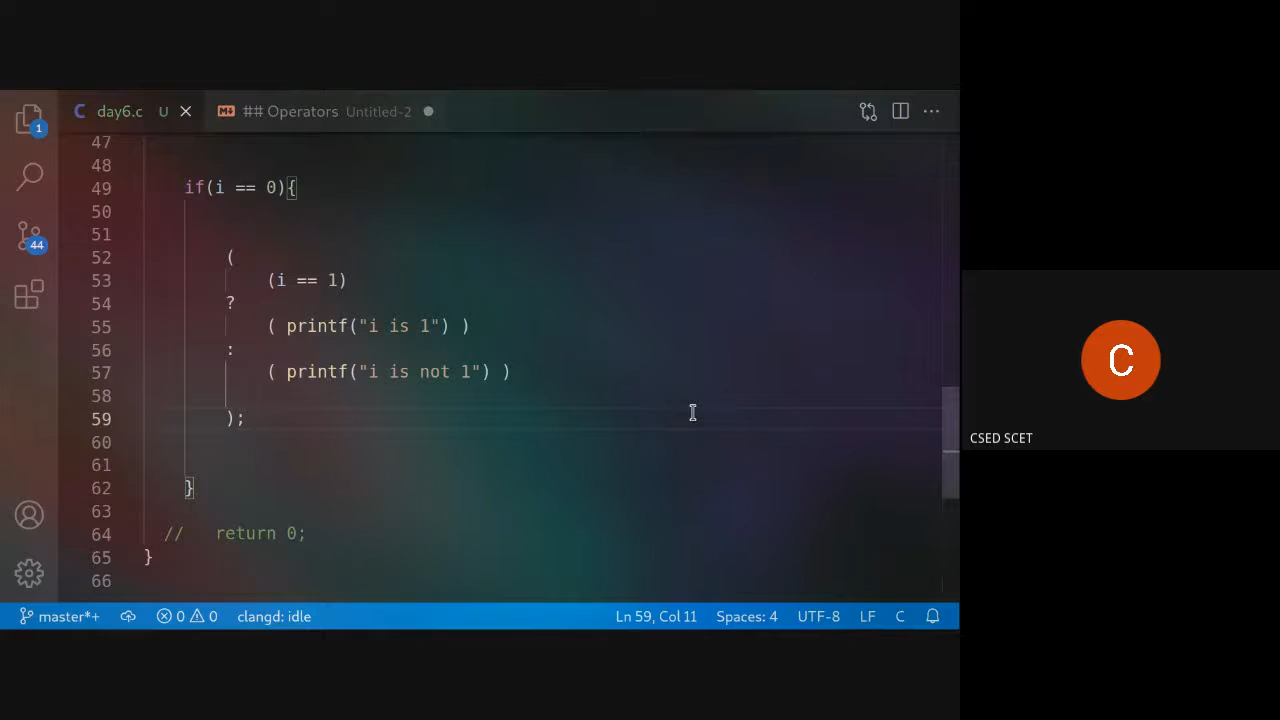 day6.c U ## Operators Untitled-2
47
48
49 if(i == 0){
50
51
52 (
53 (i == 1)
54 ?
55 ( printf("i is 1") )
56 :
57 ( printf("i is not 1") )
58
59 );
60
61
62 }
63
64 // return 0;
65 }
66
1
44
C
CSED SCET
master*+ 0 0 clangd: idle Ln 59, Col 11 Spaces: 4 UTF-8 LF C